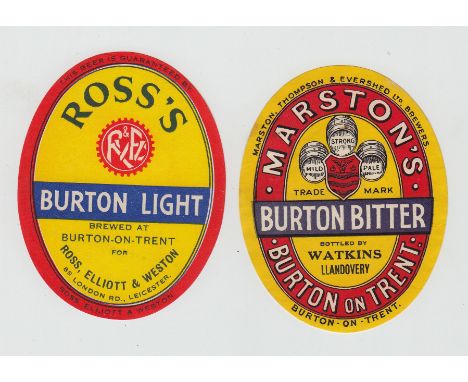 THIS BEER IS GUARANTEED BY
ROSS'S
BURTON LIGHT
BREWED AT
BURTON-ON-TRENT
FOR
ROSS, ELLIOTT & WESTON
85 LONDON RD., LEICESTER.
ROSS, ELLIOTT & WESTON
MARSTON, THOMPSON & EVERSHED LTD. BREWERS
MARSTON'S
STRONG
MILD
PALE
TRADE MARK
BURTON BITTER
BOTTLED BY
WATKINS
LLANDOVERY
BURTON ON TRENT.
BURTON-ON-TRENT.